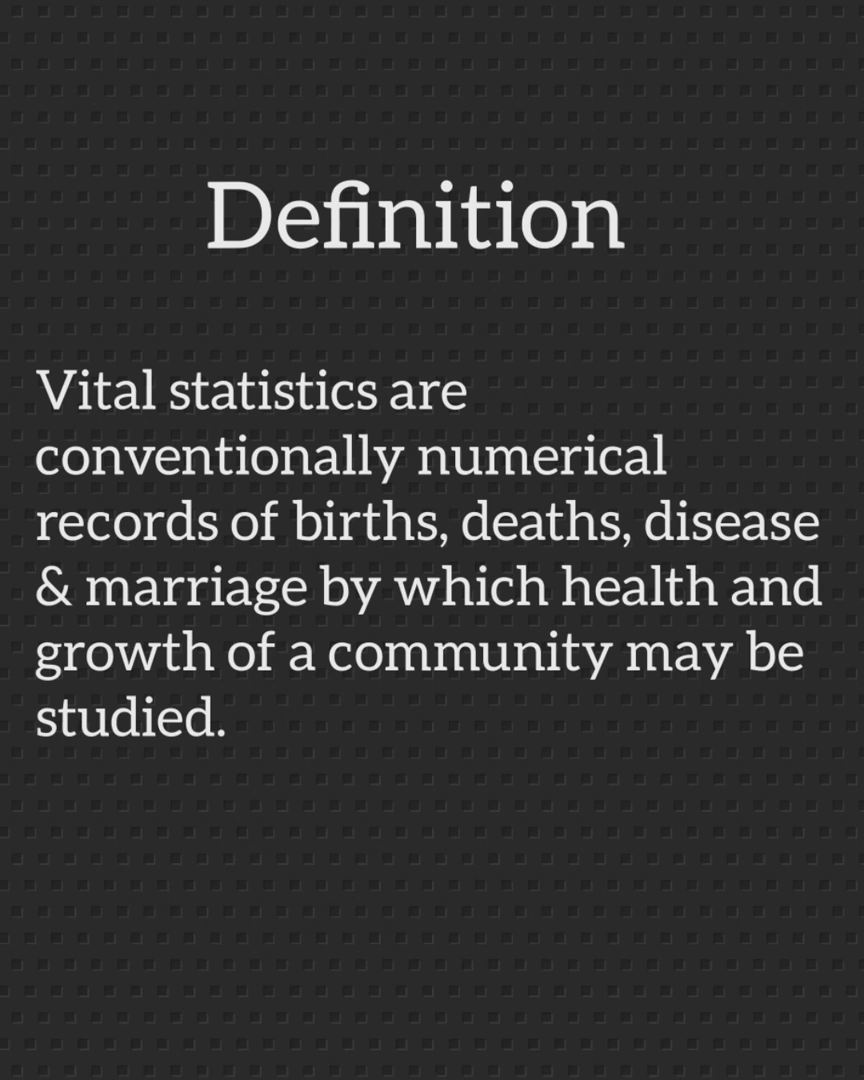 Definition
Vital statistics are
conventionally numerical
records of births, deaths, disease
& marriage by which health and
growth of a community may be
studied.